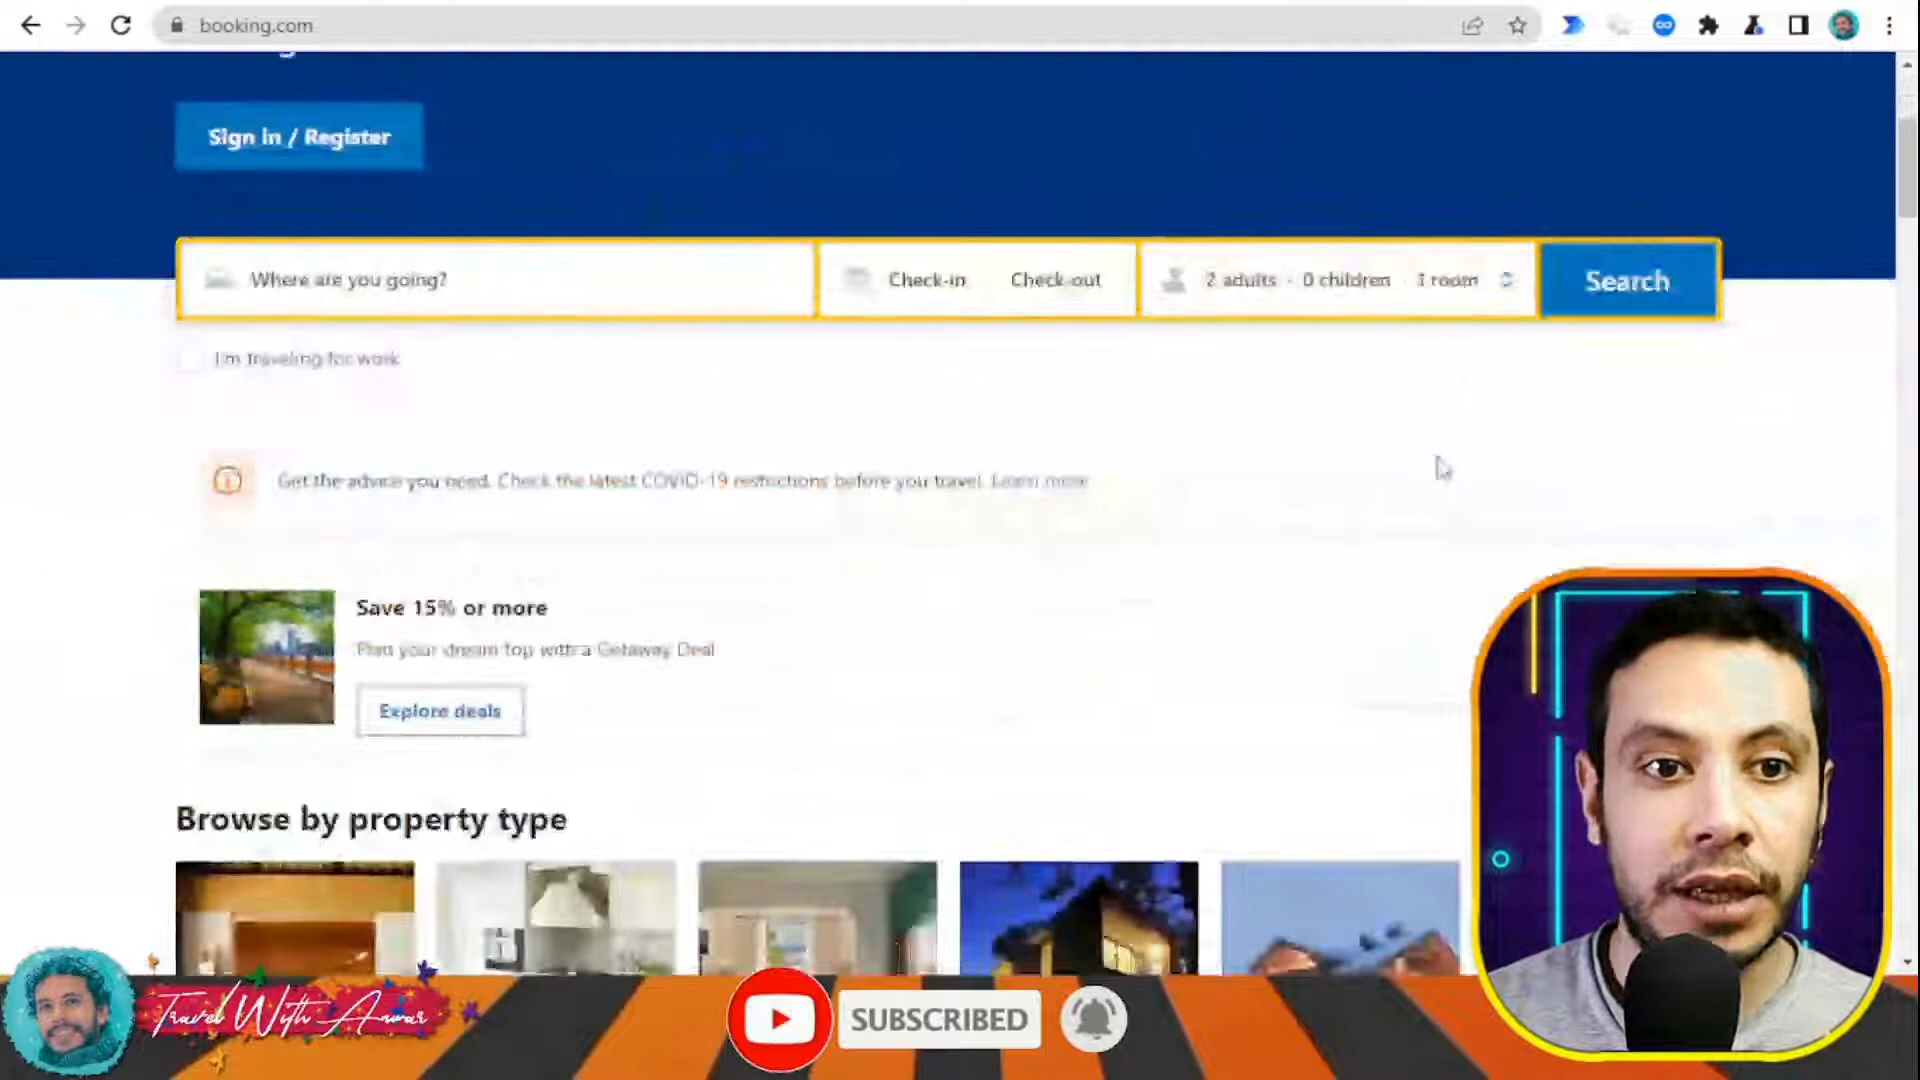 booking.com
Sign in / Register
Where are you going?
Check-in
Check-out
2 adults · 0 children · 1 room
Search
I'm traveling for work
Get the advice you need. Check the latest COVID-19 restrictions before you travel. Learn more
Save 15% or more
Plan your dream trip with a Getaway Deal
Explore deals
Browse by property type
Travel With Anwar
SUBSCRIBED